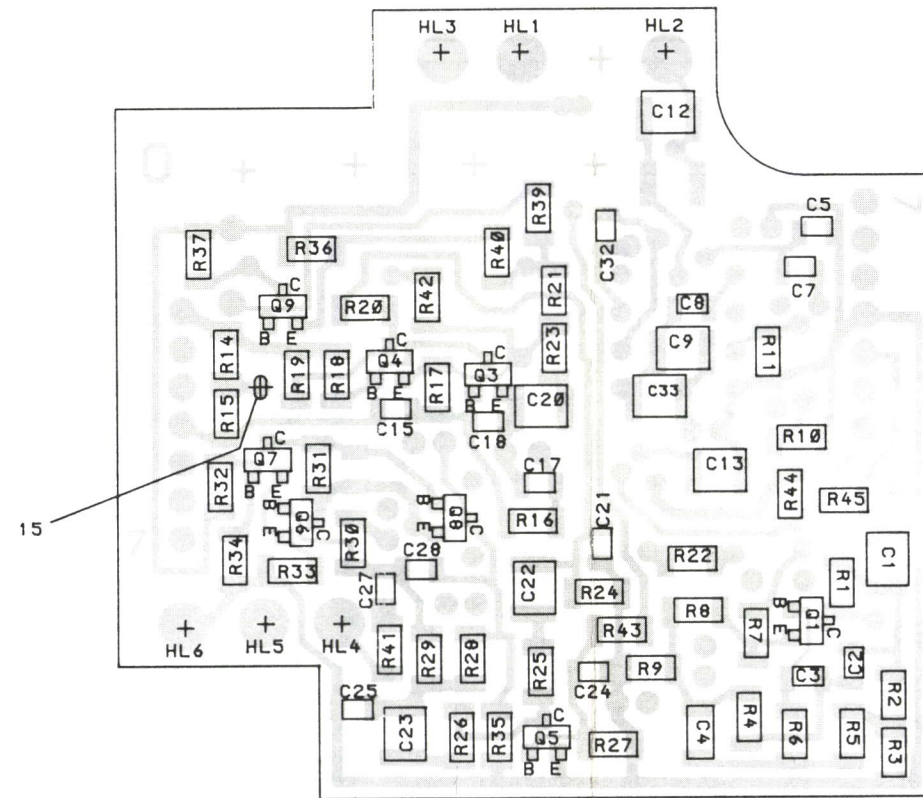 HL3 HL1 HL2
C12
R39
C5
R37 R36 R40 C32
C7
C
Q9
B E
R20 R42 R21 C8
R14 R19 R18
C
Q4
B E
R17
C
Q3
B E
R23 C9 R11
R15 C15 C18 C20 C33
R10
C
Q7
B E
R31 C17 C13
R32 R44 R45
B
E
Q6
C
B
E
Q8
C
R16 C21
15
R34 R33 R30 C28 R22 C1
C27 C22 R24 R1
R8
B
E
Q1
C
HL6 HL5 HL4 R43 R7
R41 R29 R28 R25 C24 R9 C3 C2
R2
C25 C23 R26 R35
C
Q5
B E
R27 C4 R4 R6 R5 R3